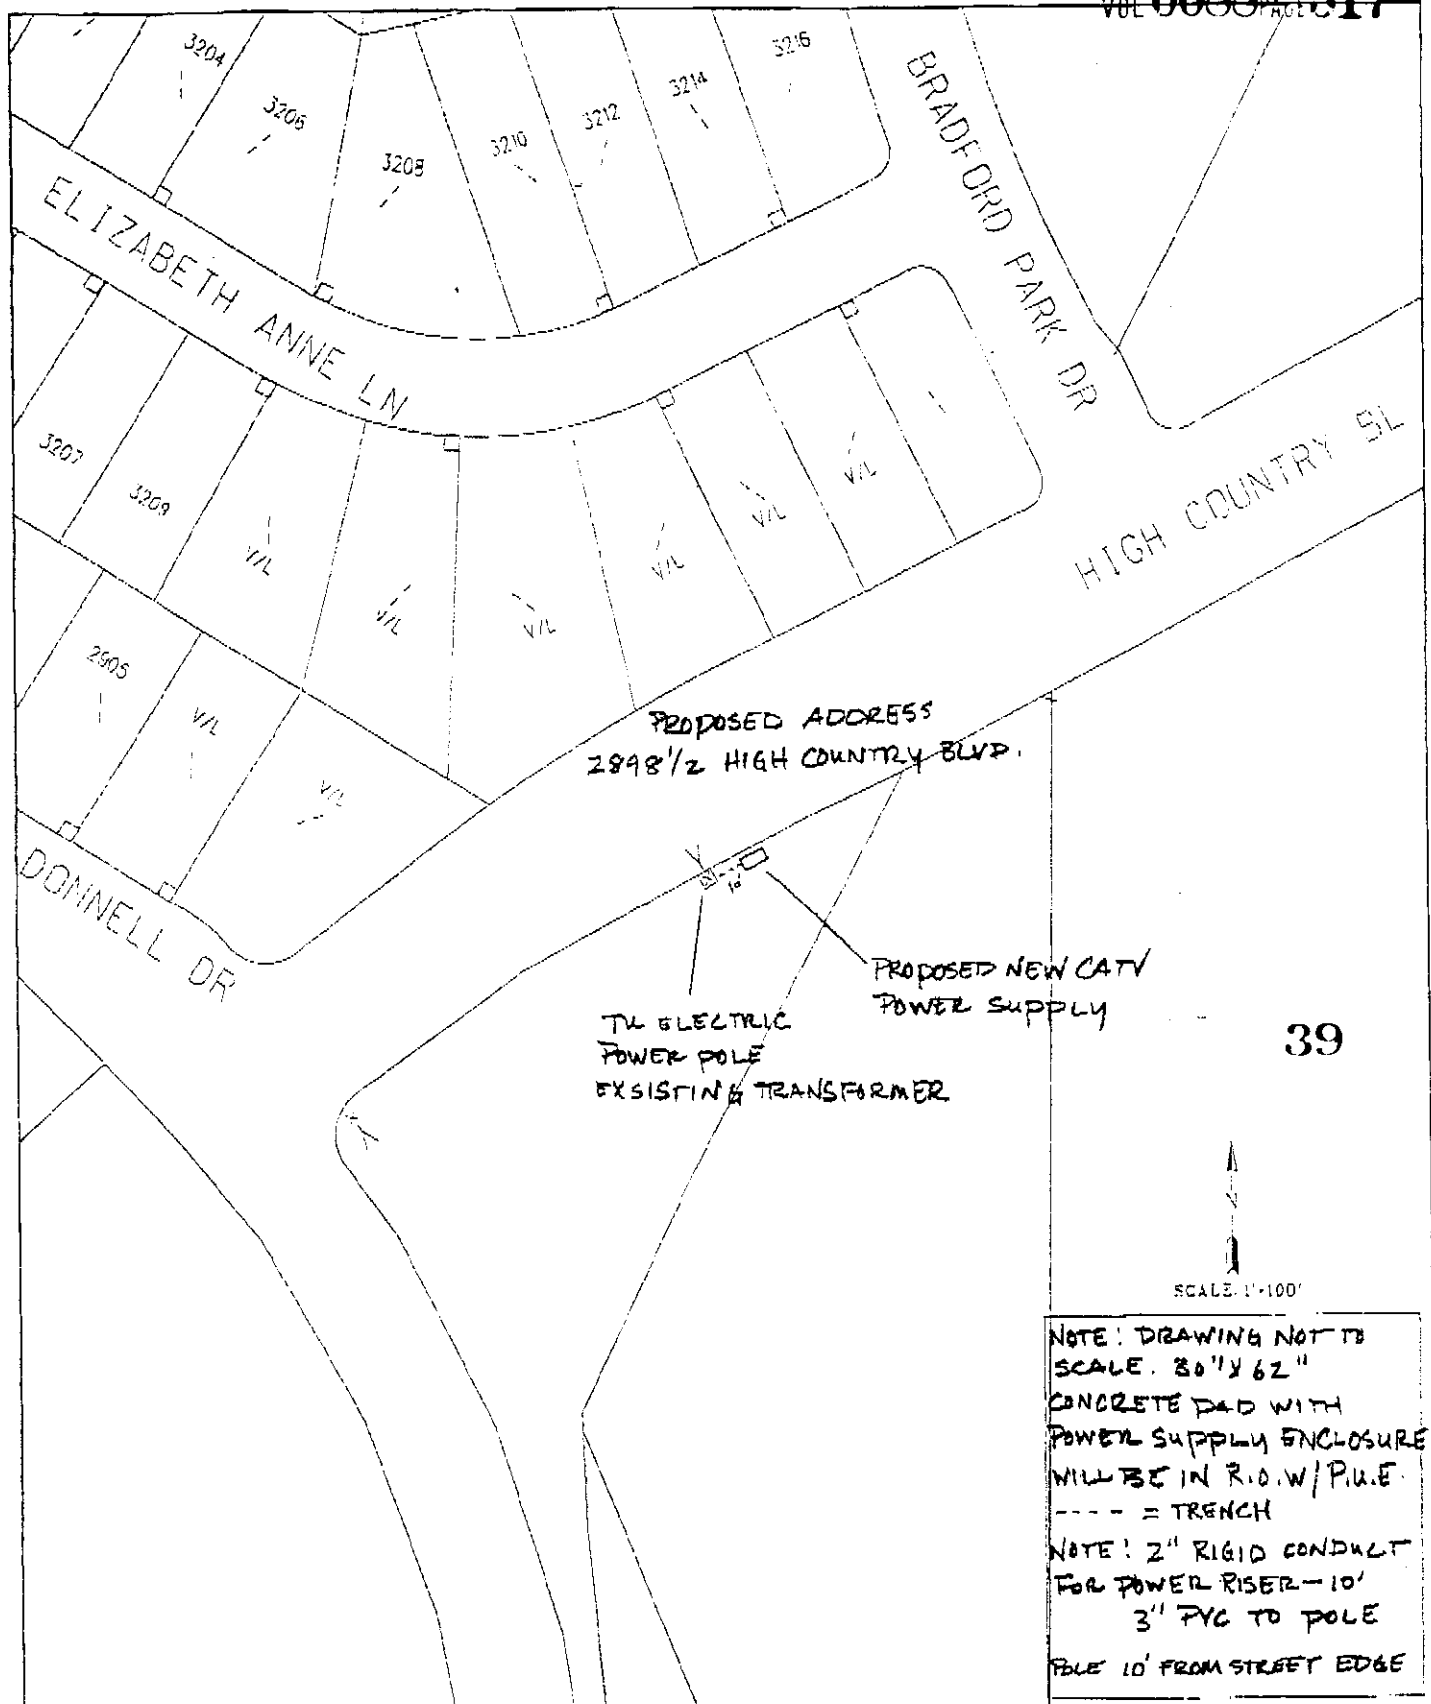 3204
3206
3208
3210
3212
3214
3216
BRADFORD PARK DR
ELIZABETH ANNE LN
3207
3209
V/L
V/L
V/L
V/L
V/L
V/L
HIGH COUNTRY BL
2905
V/L
V/L
PROPOSED ADDRESS
2898 1/2 HIGH COUNTRY BLVD.
DONNELL DR
10'
PROPOSED NEW CATV
POWER SUPPLY
TU ELECTRIC
POWER POLE
EXSISTING TRANSFORMER
39
N
SCALE: 1"=100'
NOTE! DRAWING NOT TO
SCALE. 30" X 62"
CONCRETE PAD WITH
POWER SUPPLY ENCLOSURE
WILL BE IN R.O.W/P.U.E.
---- = TRENCH
NOTE! 2" RIGID CONDUCT
FOR POWER RISER - 10'
3" PVC TO POLE
POLE 10' FROM STREET EDGE